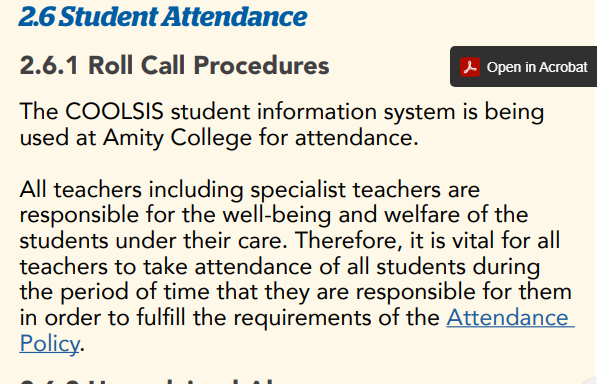 2.6 Student Attendance
2.6.1 Roll Call Procedures
Open in Acrobat
The COOLSIS student information system is being
used at Amity College for attendance.
All teachers including specialist teachers are
responsible for the well-being and welfare of the
students under their care. Therefore, it is vital for all
teachers to take attendance of all students during
the period of time that they are responsible for them
in order to fulfill the requirements of the Attendance
Policy.